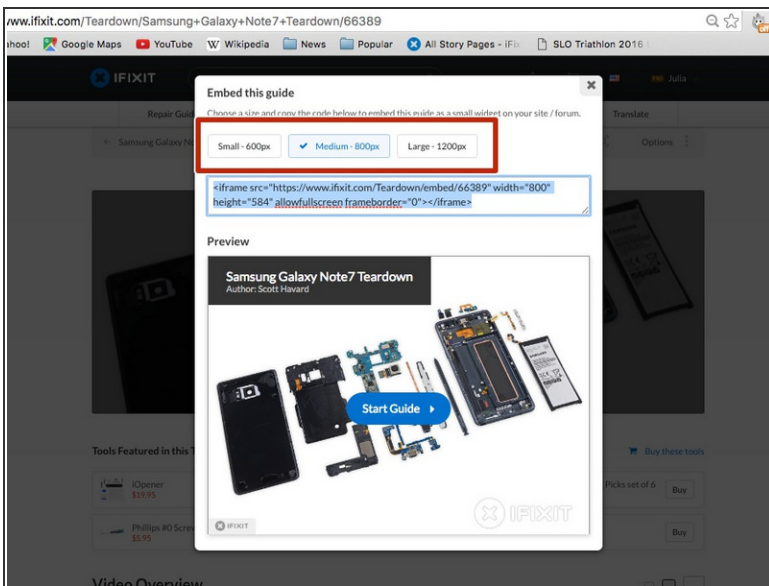 www.ifixit.com/Teardown/Samsung+Galaxy+Note7+Teardown/66389
ahoo! Google Maps YouTube W Wikipedia News Popular All Story Pages - iFi SLO Triathlon 2016
IFIXIT Julia
Embed this guide
Choose a size and copy the code below to embed this guide as a small widget on your site / forum.
Repair Guid Translate
Samsung Galaxy No Options
Small - 600px Medium - 800px Large - 1200px
<iframe src="https://www.ifixit.com/Teardown/embed/66389" width="800"
height="584" allowfullscreen frameborder="0"></iframe>
Preview
Samsung Galaxy Note7 Teardown
Author: Scott Havard
Start Guide
Tools Featured in this T Buy these tools
iOpener Picks set of 6
$19.95 Buy
IFIXIT
IFIXIT
Phillips #0 Screw Buy
$5.95
Video Overview